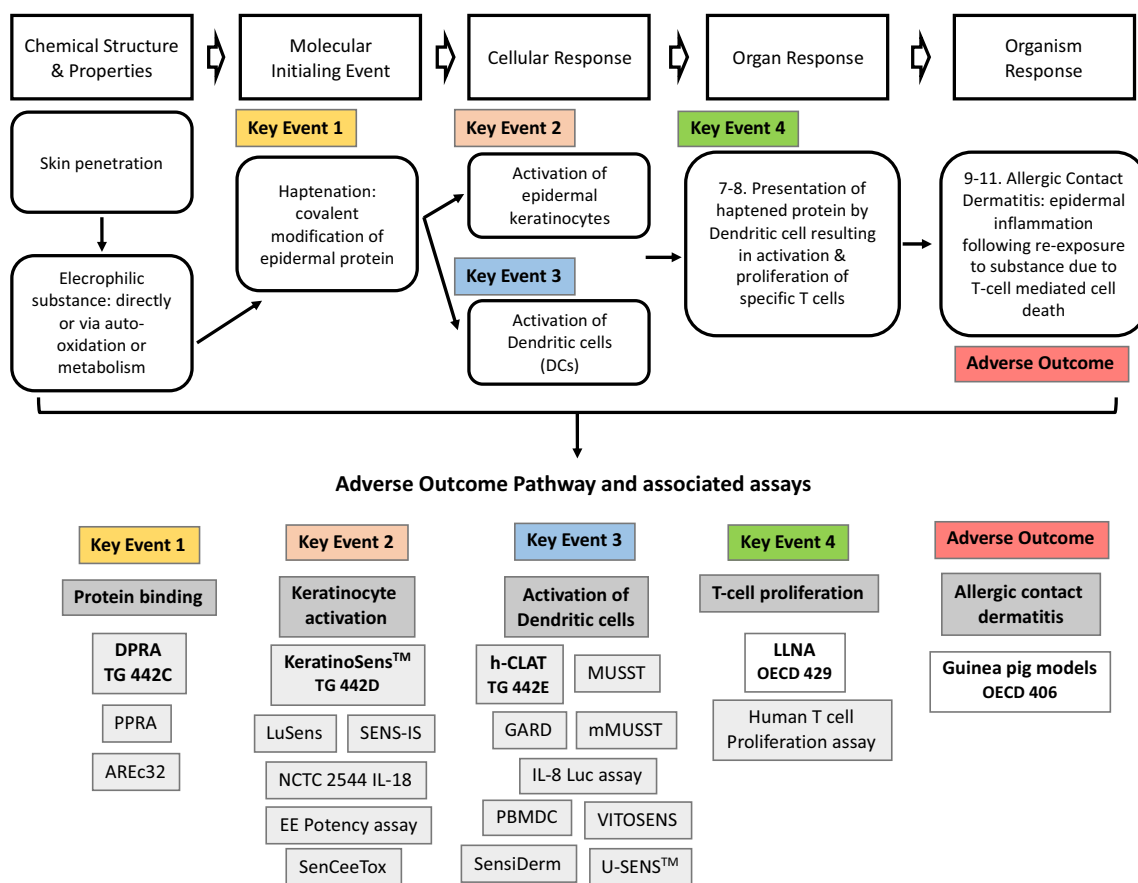 Chemical Structure
& Properties
Molecular
Initialing Event
Cellular Response
Organ Response
Organism
Response
Key Event 1
Key Event 2
Key Event 4
Skin penetration
Haptenation:
covalent
modification of
epidermal protein
Activation of
epidermal
keratinocytes
7-8. Presentation of
haptened protein by
Dendritic cell resulting
in activation &
proliferation of
specific T cells
9-11. Allergic Contact
Dermatitis: epidermal
inflammation
following re-exposure
to substance due to
T-cell mediated cell
death
Elecrophilic
substance: directly
or via auto-
oxidation or
metabolism
Key Event 3
Activation of
Dendritic cells
(DCs)
Adverse Outcome
Adverse Outcome Pathway and associated assays
Key Event 1
Key Event 2
Key Event 3
Key Event 4
Adverse Outcome
Protein binding
Keratinocyte
activation
Activation of
Dendritic cells
T-cell proliferation
Allergic contact
dermatitis
DPRA
TG 442C
KeratinoSens™
TG 442D
h-CLAT
TG 442E
MUSST
LLNA
OECD 429
Guinea pig models
OECD 406
PPRA
LuSens
SENS-IS
GARD
mMUSST
Human T cell
Proliferation assay
AREc32
NCTC 2544 IL-18
IL-8 Luc assay
EE Potency assay
PBMDC
VITOSENS
SenCeeTox
SensiDerm
U-SENS™